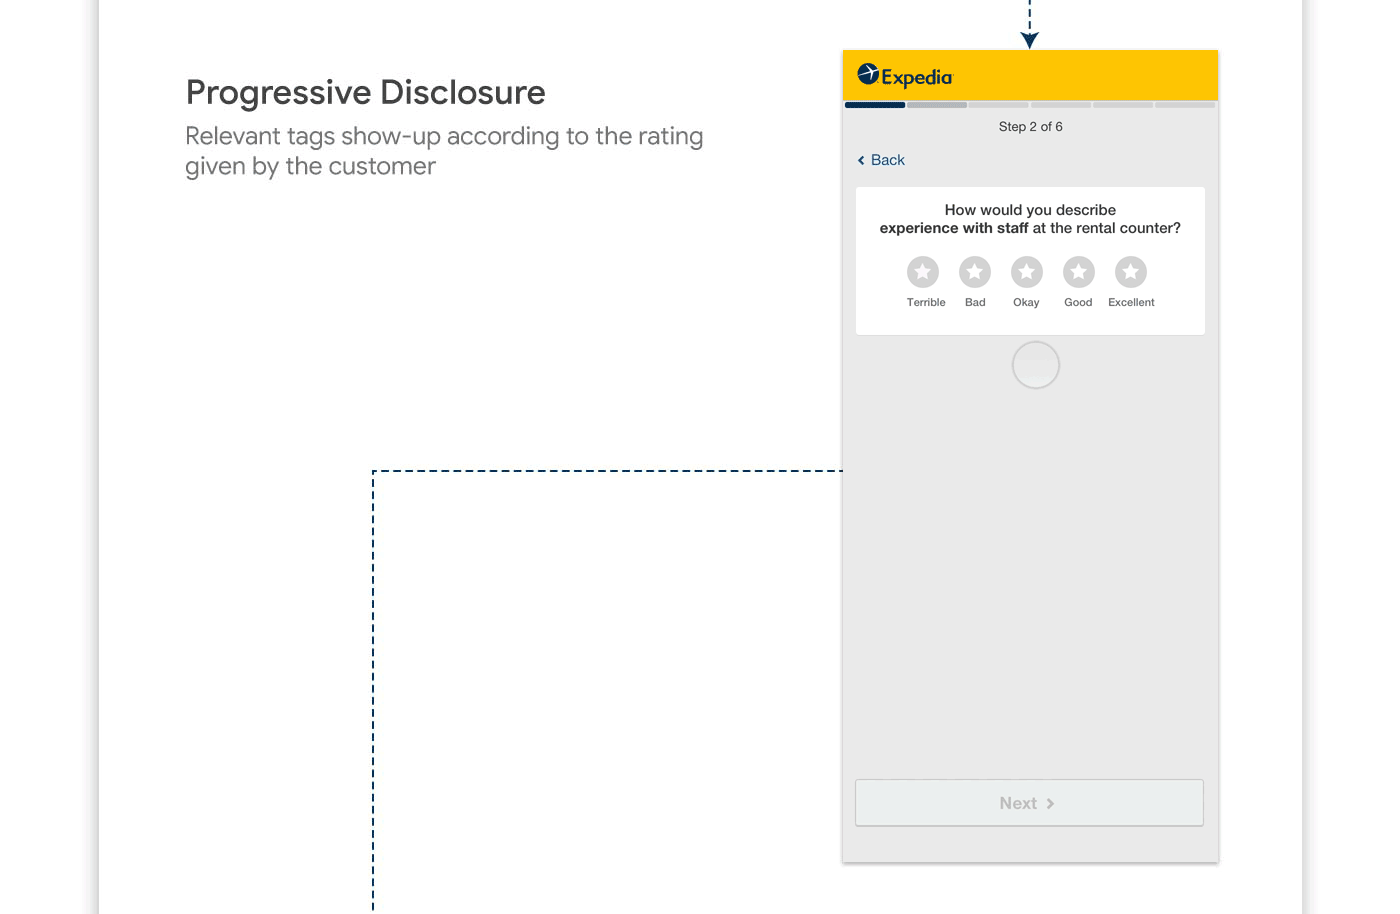 Progressive Disclosure
Relevant tags show-up according to the rating
given by the customer
Expedia
Step 2 of 6
Back
How would you describe
experience with staff at the rental counter?
Terrible Bad Okay Good Excellent
Next